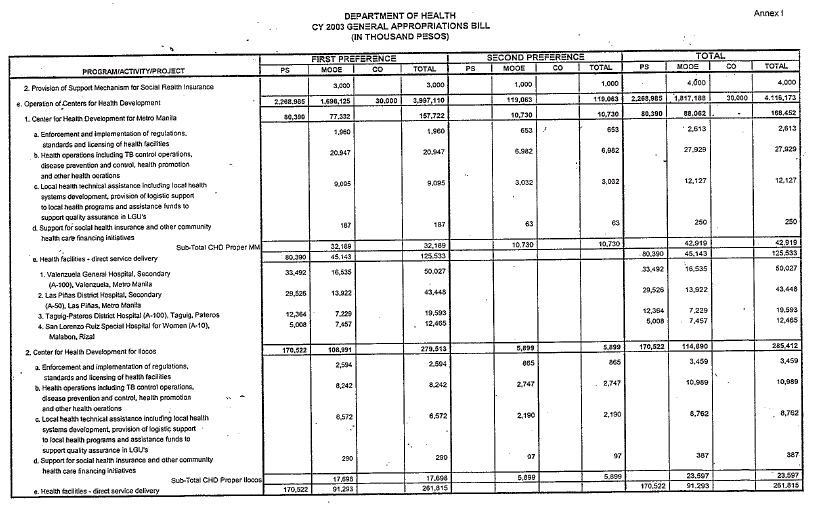 DEPARTMENT OF HEALTH
Annex I
CY 2003 GENERAL APPROPRIATIONS BILL
(IN THOUSAND PESOS)
FIRST PREFERENCE SECOND PREFERENCE TOTAL
PROGRAM/ACTIVITY/PROJECT PS MOOE CO TOTAL PS MOOE CO TOTAL PS MOOE CO TOTAL
2. Provision of Support Mechanism for Social Health Insurance 3,000 3,000 1,000 1,000 4,000 4,000
e. Operation of Centers for Health Development 2,268,985 1,698,125 30,000 3,997,110 119,063 119,063 2,268,985 1,817,188 30,000 4,116,173
1. Center for Health Development for Metro Manila 80,390 77,332 157,722 10,730 10,730 80,390 88,062 - 168,452
a. Enforcement and implementation of regulations, 1,960 1,960 653 653 2,613 2,613
standards and licensing of health facilities
b. Health operations including TB control operations, 20,947 20,947 6,982 6,982 27,929 27,929
disease prevention and control, health promotion
and other health oerations
c. Local health technical assistance including local health 9,095 9,095 3,032 3,032 12,127 12,127
systems development, provision of logistic support
to local health programs and assistance funds to
support quality assurance in LGU's
d. Support for social health insurance and other community 187 187 63 63 250 250
health care financing initiatives
Sub-Total CHD Proper MM 32,189 32,189 10,730 10,730 42,919 42,919
e. Health facilities - direct service delivery 80,390 45,143 125,533 80,390 45,143 125,533
1. Valenzuela General Hospital, Secondary 33,492 16,535 50,027 33,492 16,535 50,027
(A-100), Valenzuela, Metro Manila
2. Las Piñas District Hospital, Secondary 29,526 13,922 43,448 29,526 13,922 43,448
(A-50), Las Piñas, Metro Manila
3. Taguig-Pateros District Hospital (A-100), Taguig, Pateros 12,364 7,229 19,593 12,364 7,229 19,593
4. San Lorenzo Ruiz Special Hospital for Women (A-10), 5,008 7,457 12,465 5,008 7,457 12,465
Malabon, Rizal
2. Center for Health Development for Ilocos 170,522 108,991 279,513 5,899 5,899 170,522 114,890 285,412
a. Enforcement and implementation of regulations, 2,594 2,594 865 865 3,459 3,459
standards and licensing of health facilities
b. Health operations including TB control operations, 8,242 8,242 2,747 2,747 10,989 10,989
disease prevention and control, health promotion
and other health oerations
c. Local health technical assistance including local health 6,572 6,572 2,190 2,190 8,762 8,762
systems development, provision of logistic support
to local health programs and assistance funds to
support quality assurance in LGU's
d. Support for social health insurance and other community 290 290 97 97 387 387
health care financing initiatives
Sub-Total CHD Proper Ilocos 17,698 17,698 5,899 5,899 23,597 23,597
e. Health facilities - direct service delivery 170,522 91,293 261,815 170,522 91,293 261,815